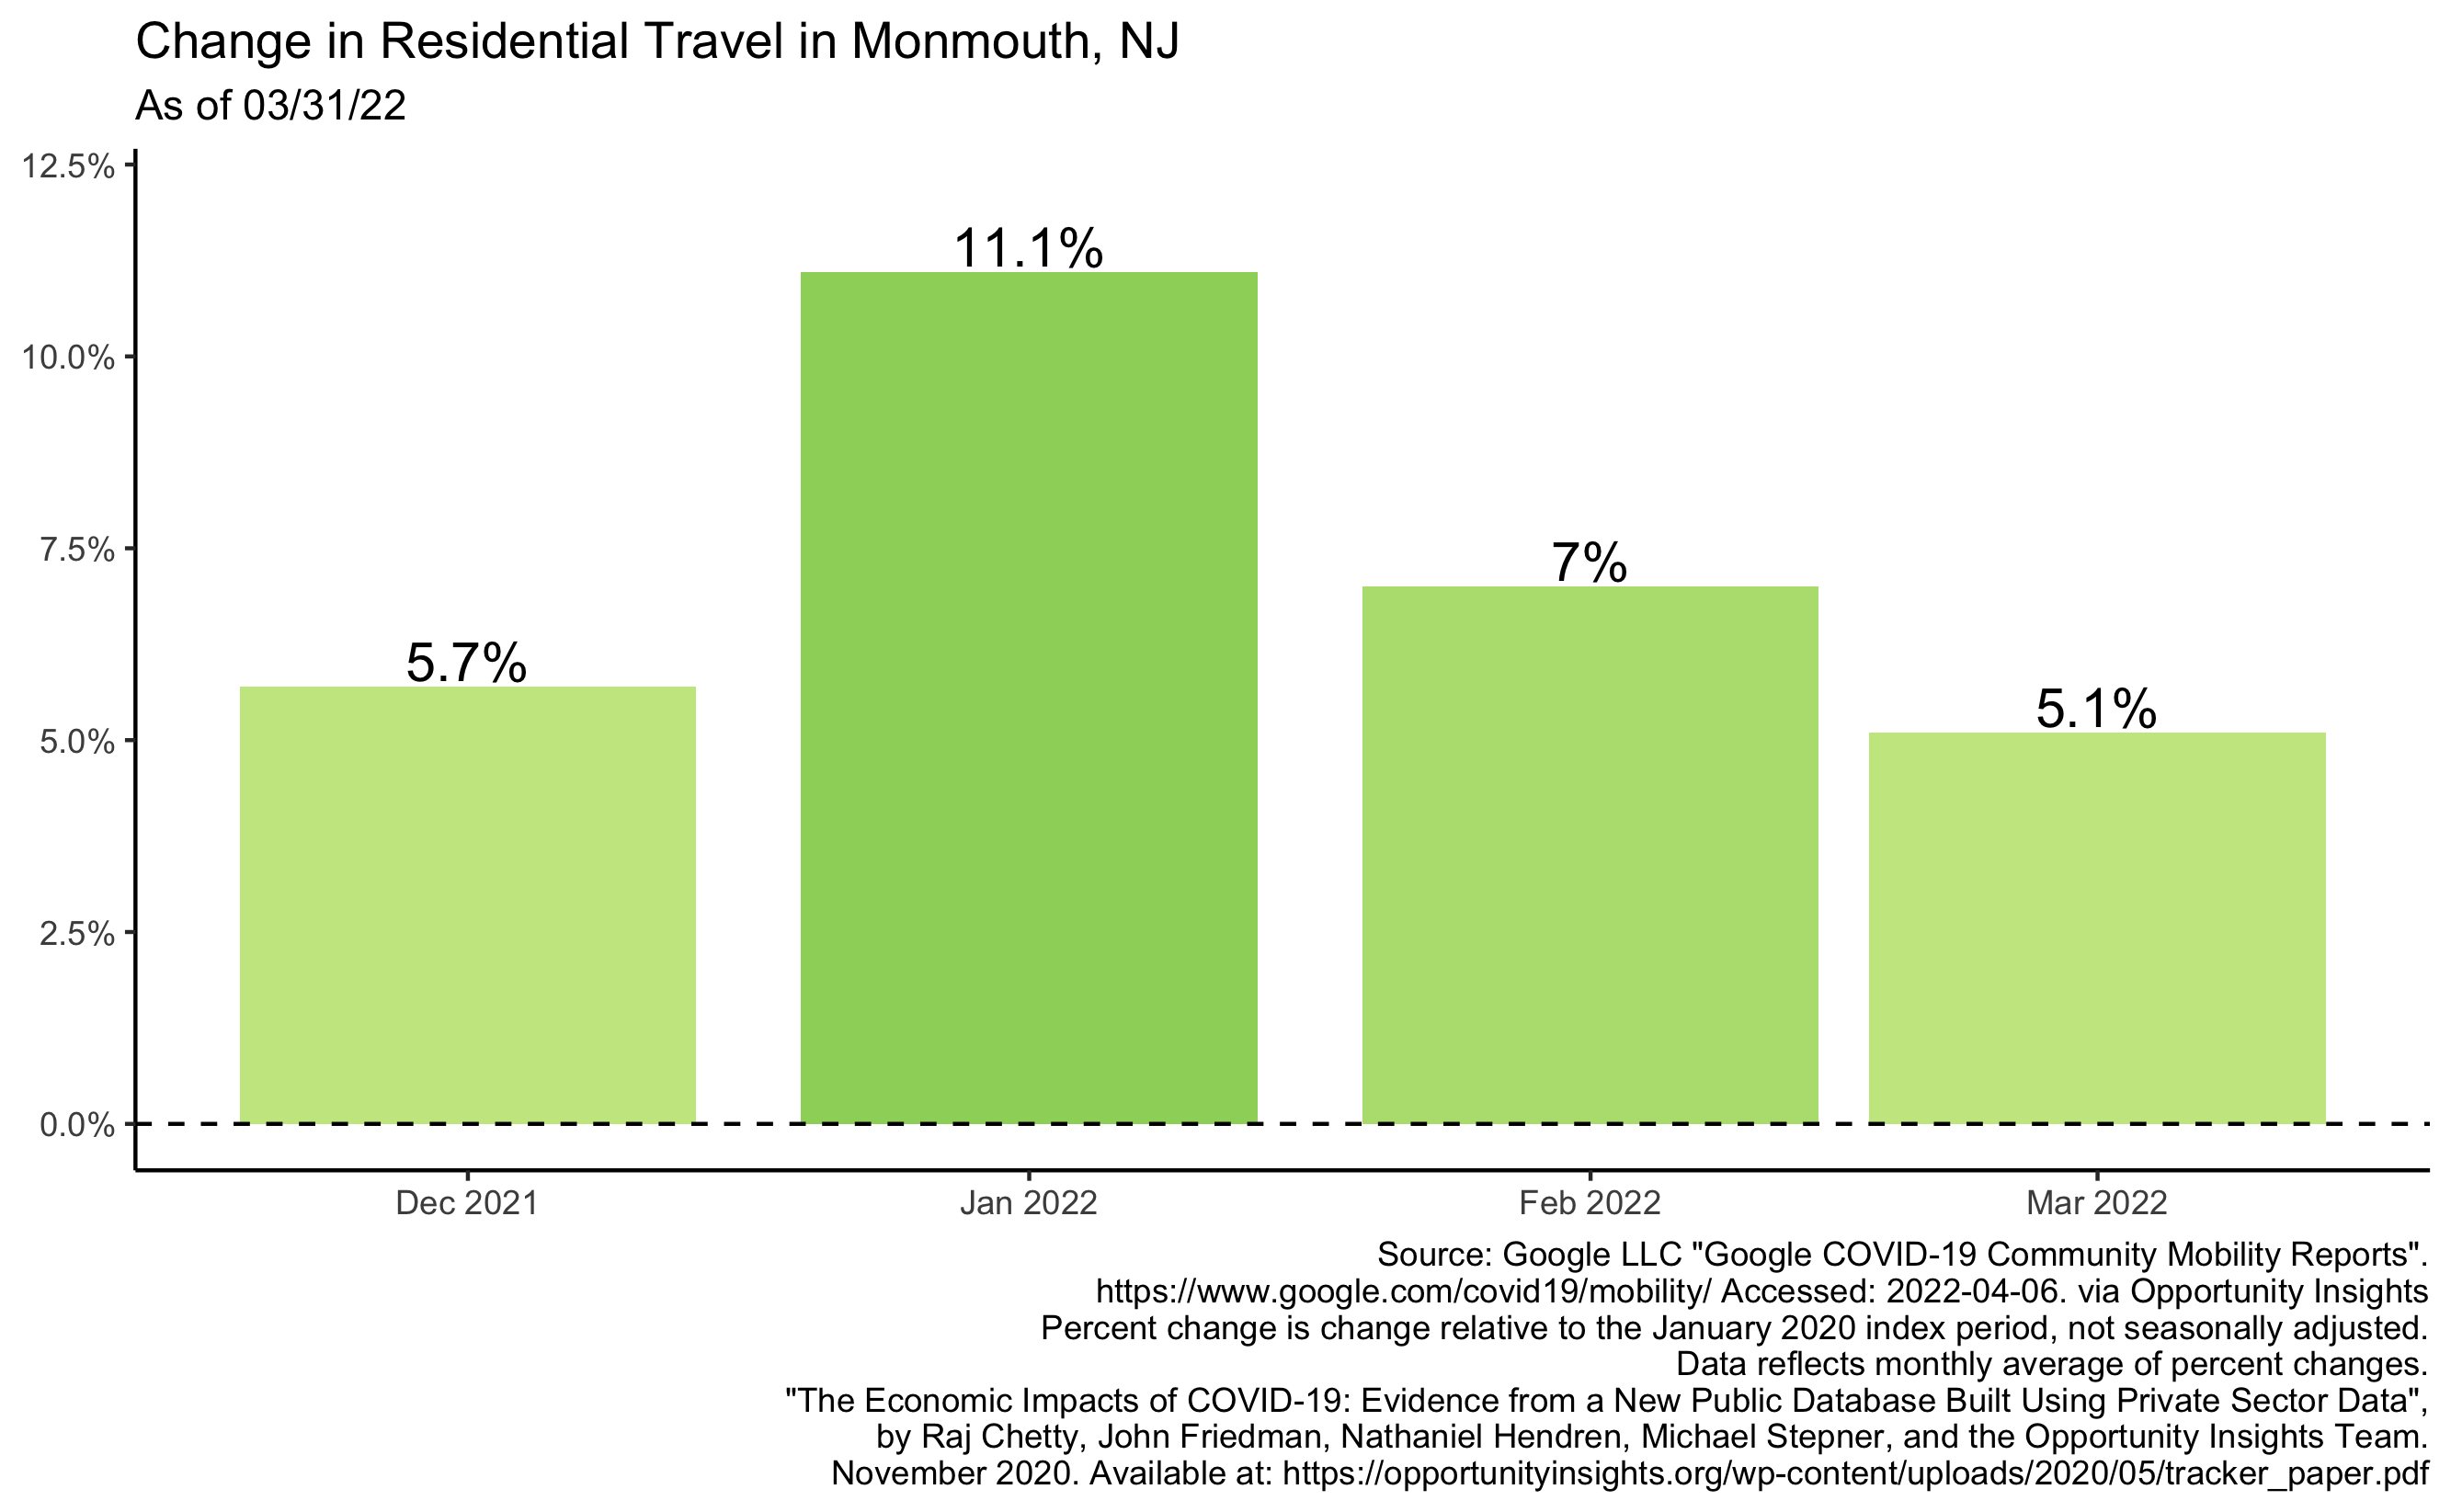 Change in Residential Travel in Monmouth, NJ
As of 03/31/22
12.5%
10.0%
7.5%
5.0%
2.5%
0.0%
5.7%
11.1%
7%
5.1%
Dec 2021
Jan 2022
Feb 2022
Mar 2022
Source: Google LLC "Google COVID-19 Community Mobility Reports".
https://www.google.com/covid19/mobility/ Accessed: 2022-04-06. via Opportunity Insights
Percent change is change relative to the January 2020 index period, not seasonally adjusted.
Data reflects monthly average of percent changes.
"The Economic Impacts of COVID-19: Evidence from a New Public Database Built Using Private Sector Data",
by Raj Chetty, John Friedman, Nathaniel Hendren, Michael Stepner, and the Opportunity Insights Team.
November 2020. Available at: https://opportunityinsights.org/wp-content/uploads/2020/05/tracker_paper.pdf